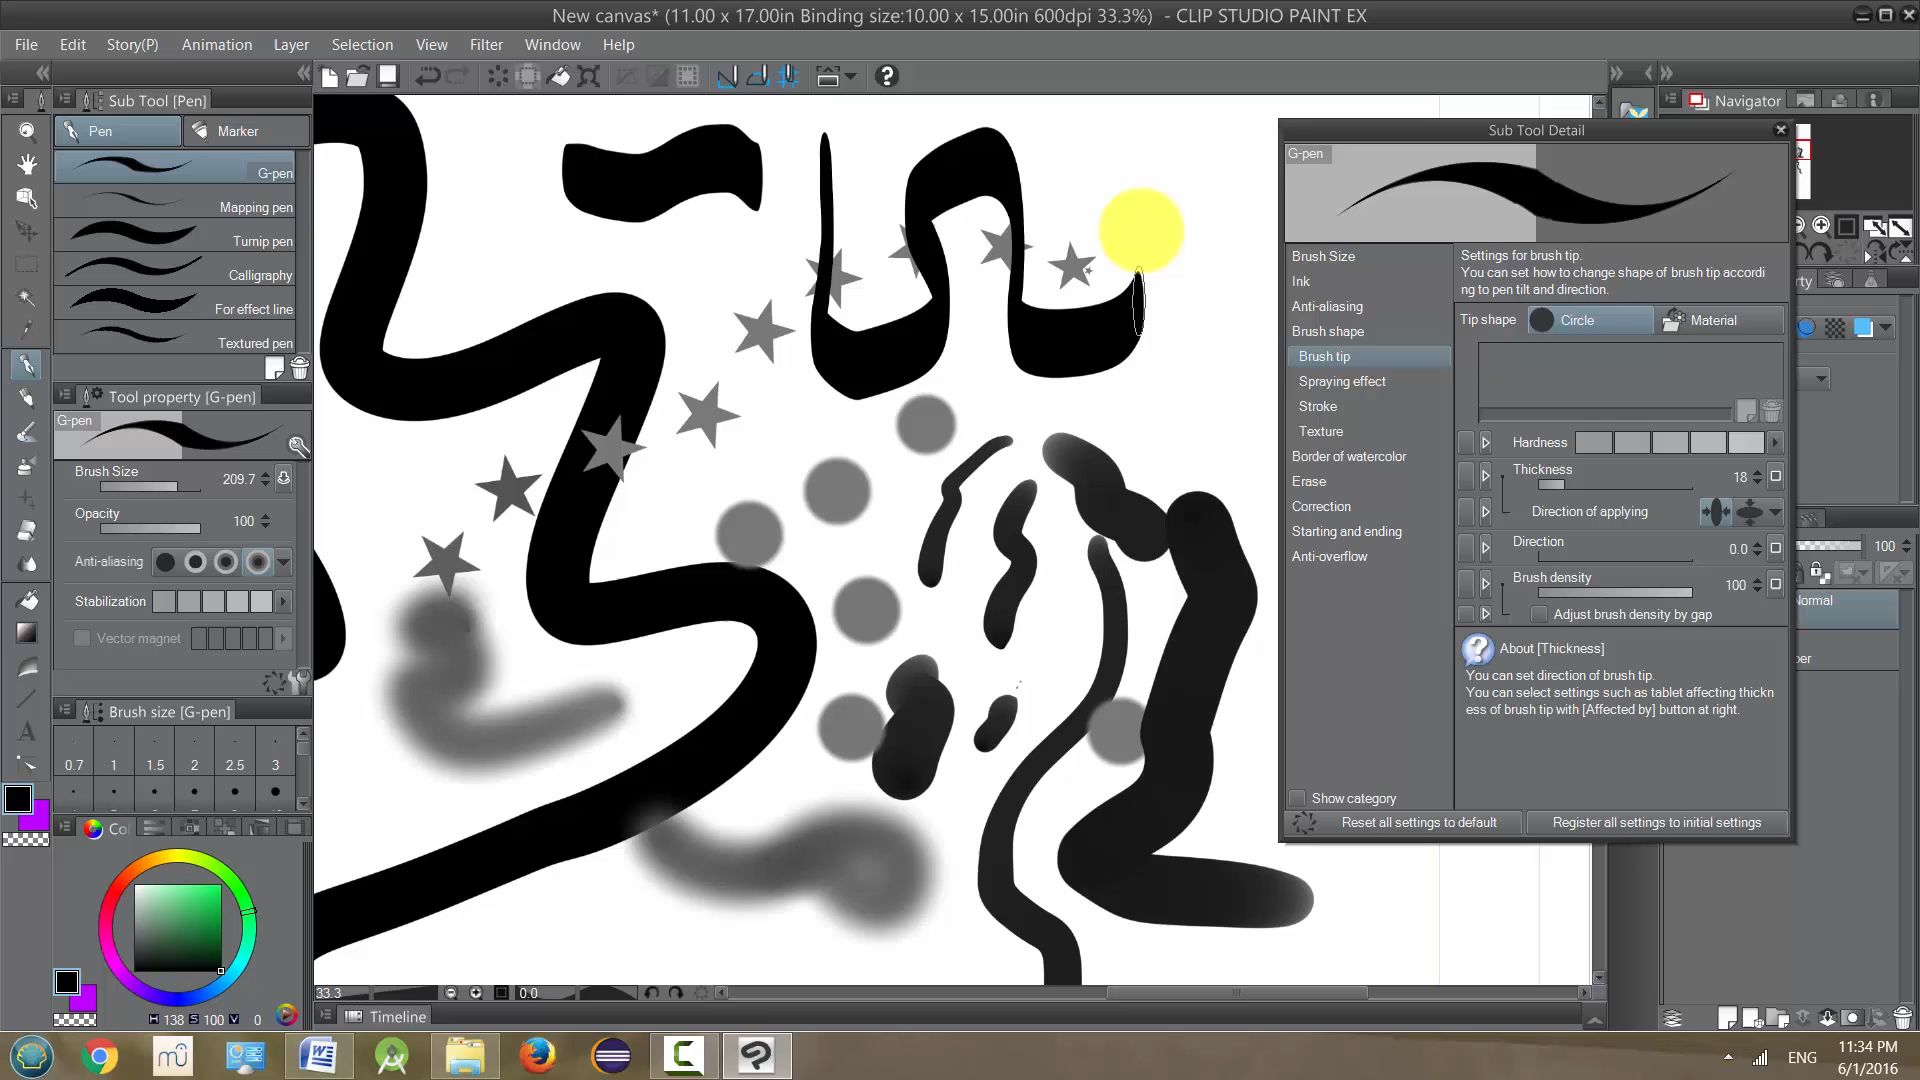 New canvas* (11.00 x 17.00in Binding size:10.00 x 15.00in 600dpi 33.3%) - CLIP STUDIO PAINT EX
File Edit Story(P) Animation Layer Selection View Filter Window Help
Sub Tool [Pen]
Pen
Marker
G-pen
Mapping pen
Turnip pen
Calligraphy
For effect line
Textured pen
Tool property [G-pen]
G-pen
Brush Size 209.7
Opacity 100
Anti-aliasing
Stabilization
Vector magnet
Brush size [G-pen]
0.7 1 1.5 2 2.5 3
Col
H 138 S 100 V 0
33.3
0.0
Timeline
Navigator
Sub Tool Detail
G-pen
Brush Size
Ink
Anti-aliasing
Brush shape
Brush tip
Spraying effect
Stroke
Texture
Border of watercolor
Erase
Correction
Starting and ending
Anti-overflow
Show category
Settings for brush tip.
You can set how to change shape of brush tip accordi
ng to pen tilt and direction.
Tip shape Circle Material
Hardness
Thickness 18
Direction of applying
Direction 0.0
Brush density 100
Adjust brush density by gap
About [Thickness]
You can set direction of brush tip.
You can select settings such as tablet affecting thickn
ess of brush tip with [Affected by] button at right.
Reset all settings to default
Register all settings to initial settings
rty
100
Normal
per
ENG
11:34 PM
6/1/2016